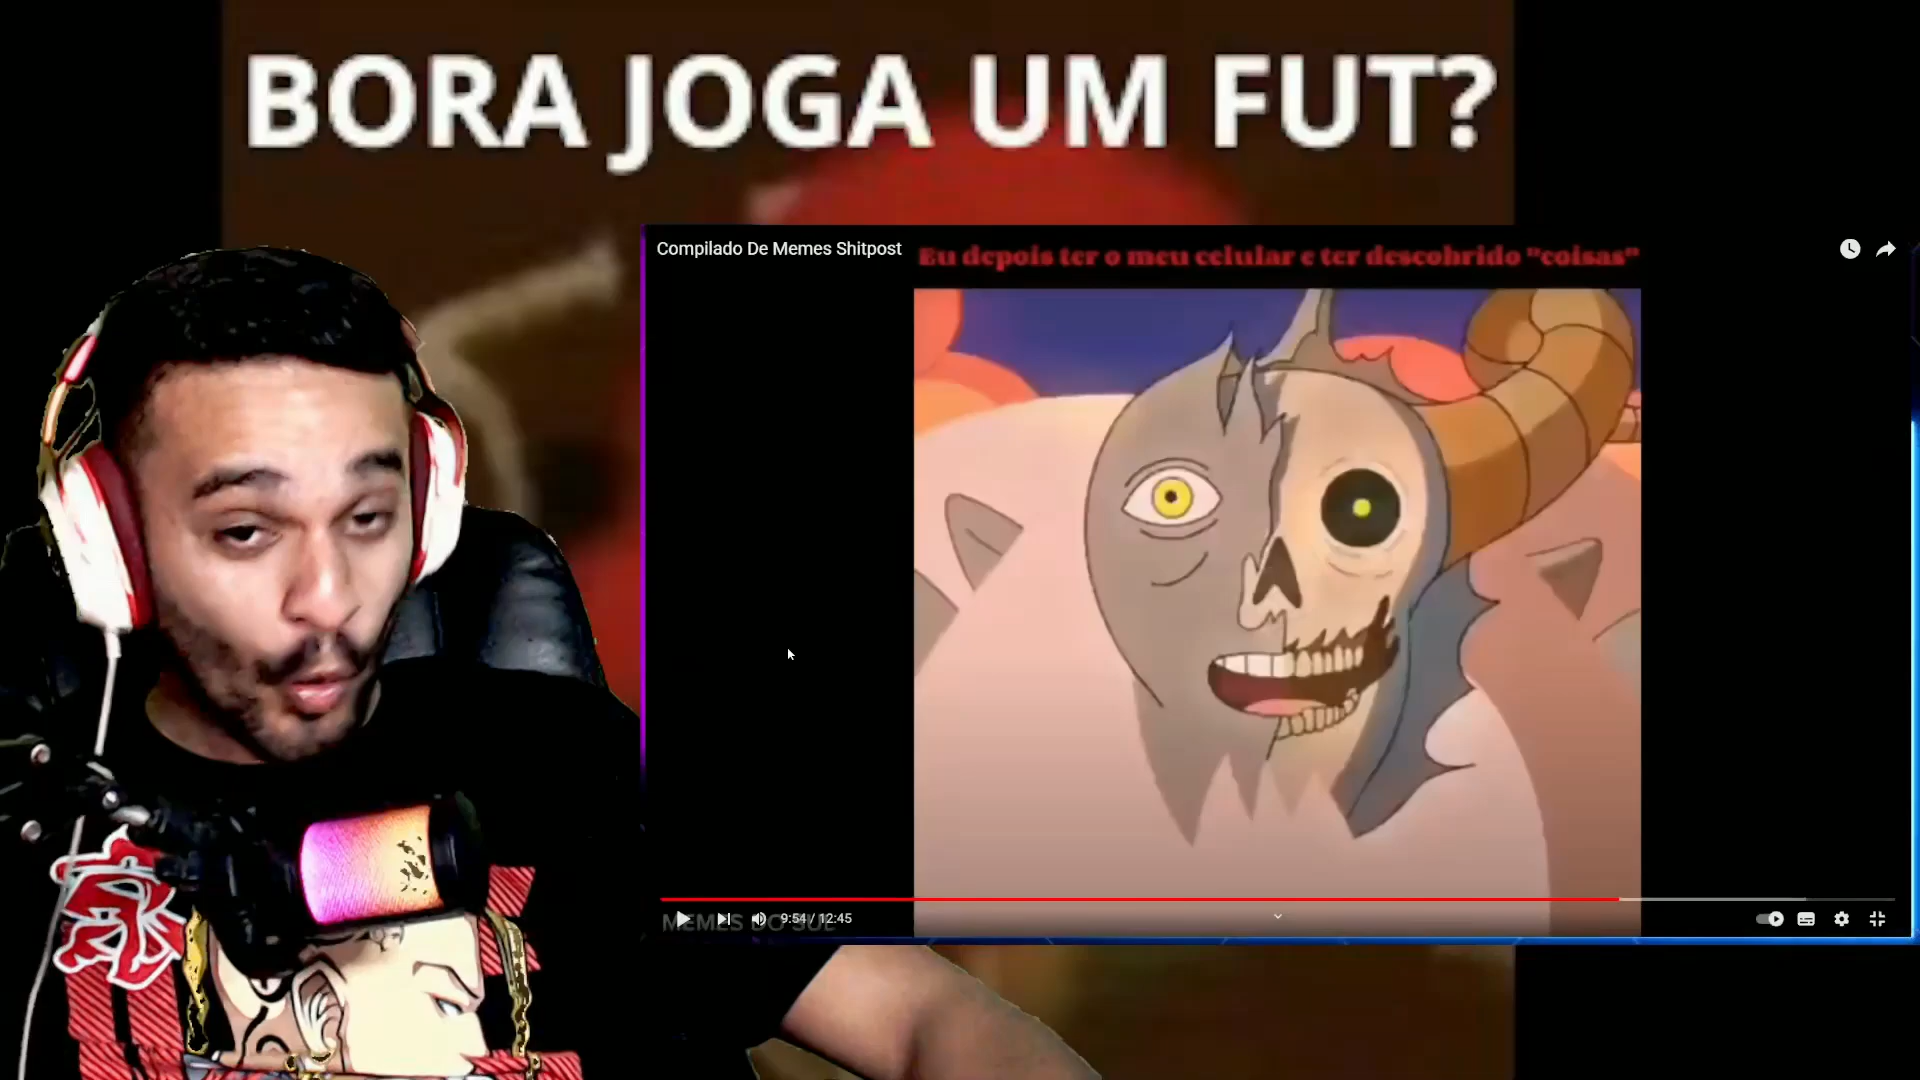 BORA JOGA UM FUT?
Compilado De Memes Shitpost
Eu depois ter o meu celular e ter descobrido "coisas"
MEMES DO SUL
9:54 / 12:45